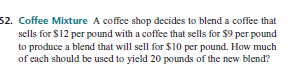 52. Coffee Mixture A coffee shop decides to blend a coffee that
sells for $12 per pound with a coffee that sells for $9 per pound
to produce a blend that will sell for $10 per pound. How much
of each should be used to yield 20 pounds of the new blend?